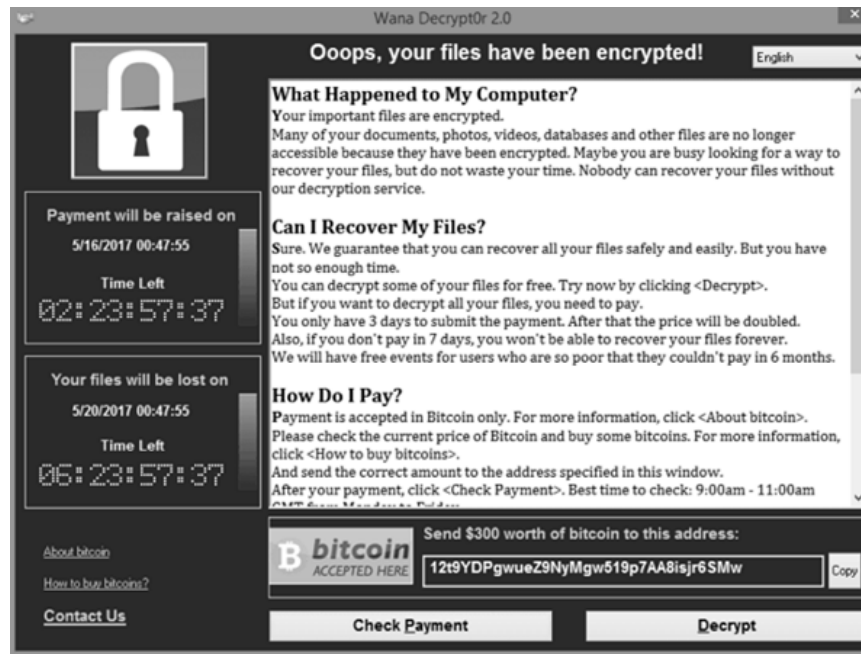 Wana Decrypt0r 2.0
Ooops, your files have been encrypted!
English
Payment will be raised on
5/16/2017 00:47:55
Time Left
02:23:57:37
Your files will be lost on
5/20/2017 00:47:55
Time Left
06:23:57:37
About bitcoin
How to buy bitcoins?
Contact Us
What Happened to My Computer?
Your important files are encrypted.
Many of your documents, photos, videos, databases and other files are no longer
accessible because they have been encrypted. Maybe you are busy looking for a way to
recover your files, but do not waste your time. Nobody can recover your files without
our decryption service.
Can I Recover My Files?
Sure. We guarantee that you can recover all your files safely and easily. But you have
not so enough time.
You can decrypt some of your files for free. Try now by clicking <Decrypt>.
But if you want to decrypt all your files, you need to pay.
You only have 3 days to submit the payment. After that the price will be doubled.
Also, if you don't pay in 7 days, you won't be able to recover your files forever.
We will have free events for users who are so poor that they couldn't pay in 6 months.
How Do I Pay?
Payment is accepted in Bitcoin only. For more information, click <About bitcoin>.
Please check the current price of Bitcoin and buy some bitcoins. For more information,
click <How to buy bitcoins>.
And send the correct amount to the address specified in this window.
After your payment, click <Check Payment>. Best time to check: 9:00am - 11:00am
GMT from Monday to Friday
bitcoin
ACCEPTED HERE
Send $300 worth of bitcoin to this address:
12t9YDPgwueZ9NyMgw519p7AA8isjr6SMw
Copy
Check Payment
Decrypt